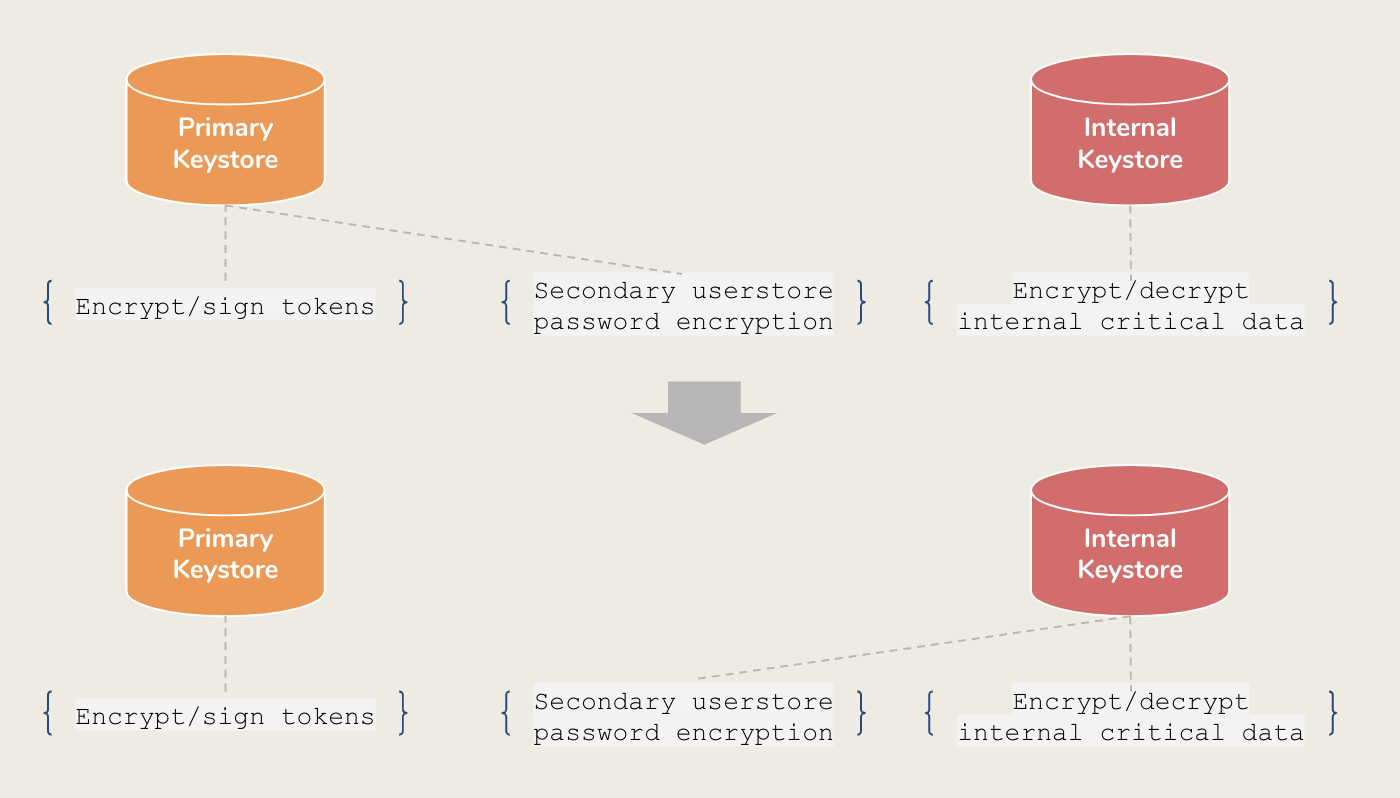 Primary
Keystore
Internal
Keystore
{ Encrypt/sign tokens }
{ Secondary userstore
password encryption }
{ Encrypt/decrypt
internal critical data }
Primary
Keystore
Internal
Keystore
{ Encrypt/sign tokens }
{ Secondary userstore
password encryption }
{ Encrypt/decrypt
internal critical data }